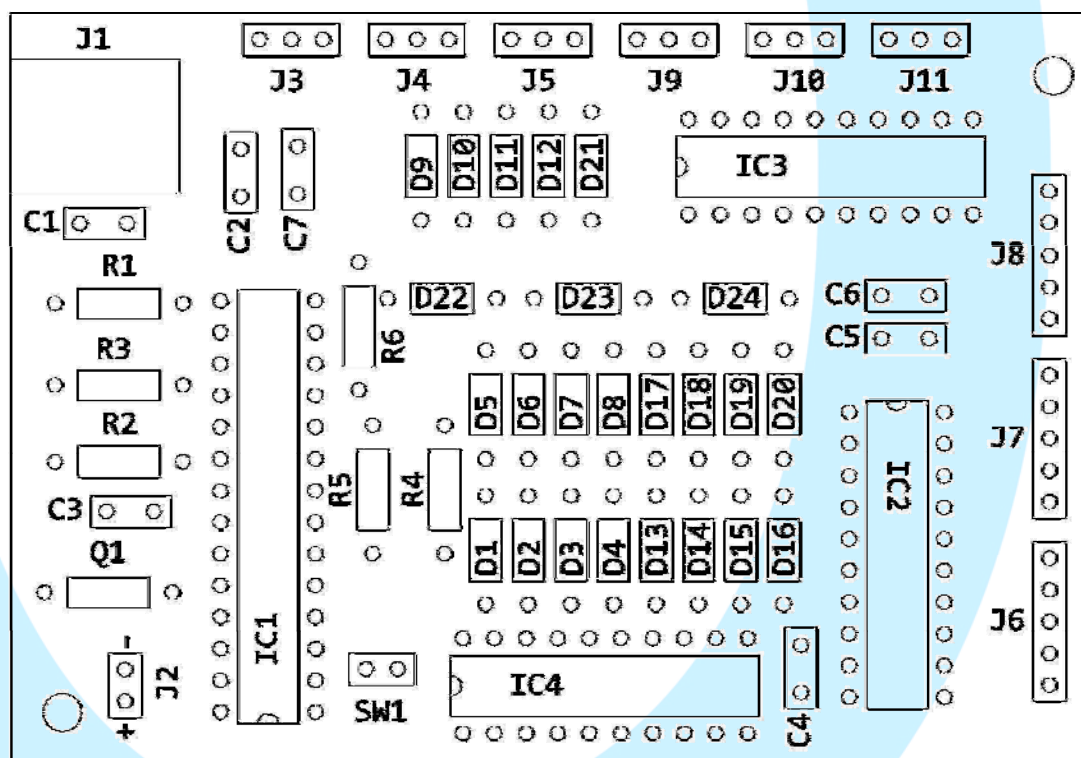 J1
J3 J4 J5 J9 J10 J11
D9 D10 D11 D12 D21
IC3
C1
C2 C7
R1
J8
D22 D23 D24
C6
C5
R3
R6
R2
D5 D6 D7 D8 D17 D18 D19 D20
J7
IC2
R5 R4
C3
Q1
D1 D2 D3 D4 D13 D14 D15 D16
IC1
J6
-
J2
+
SW1
IC4
C4